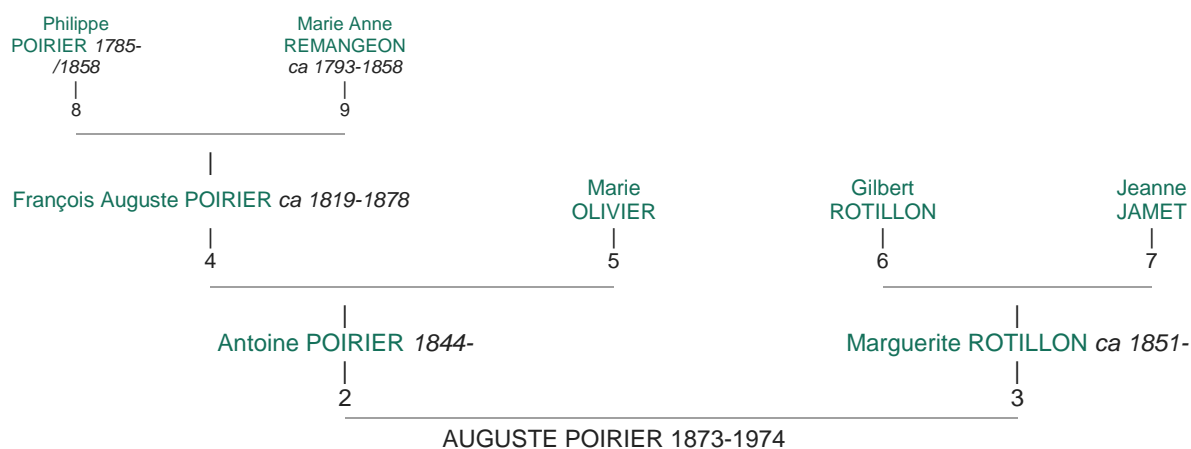 Philippe
POIRIER 1785-
/1858
Marie Anne
REMANGEON
ca 1793-1858
8
9
François Auguste POIRIER ca 1819-1878
Marie
OLIVIER
Gilbert
ROTILLON
Jeanne
JAMET
4
5
6
7
Antoine POIRIER 1844-
Marguerite ROTILLON ca 1851-
2
3
AUGUSTE POIRIER 1873-1974